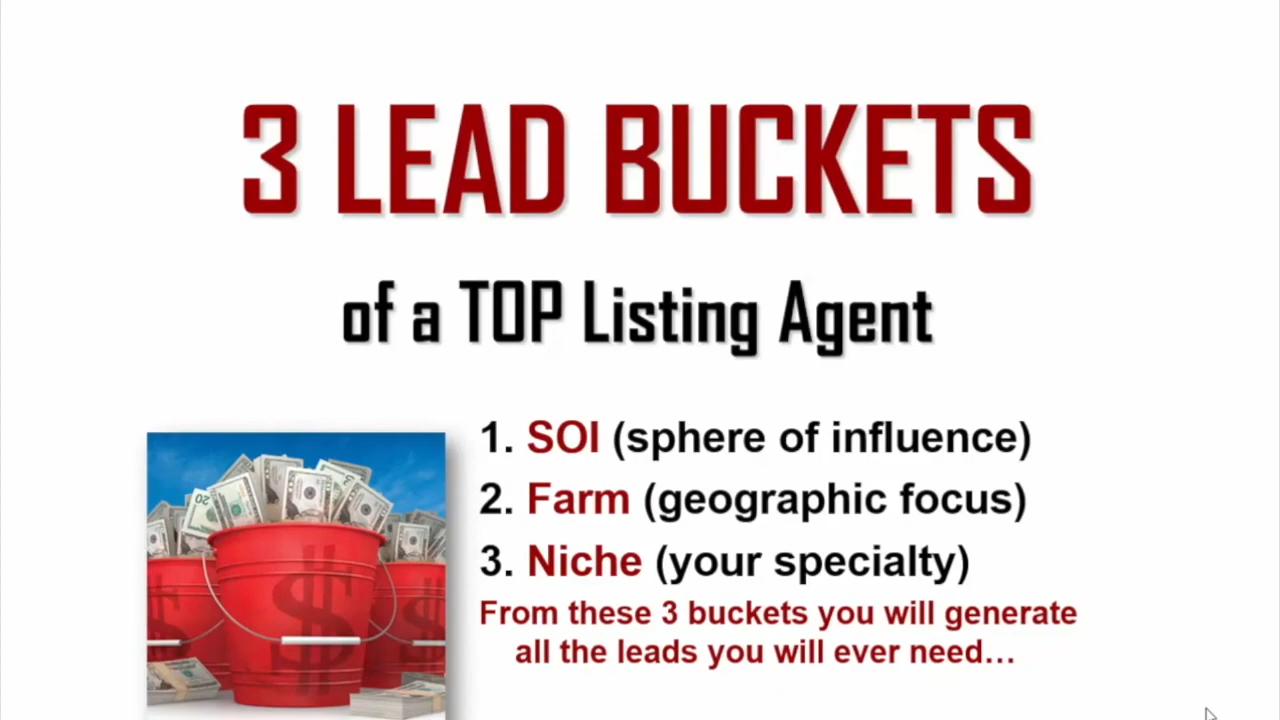 3 LEAD BUCKETS
of a TOP Listing Agent
1. SOI (sphere of influence)
2. Farm (geographic focus)
3. Niche (your specialty)
From these 3 buckets you will generate
all the leads you will ever need…
20